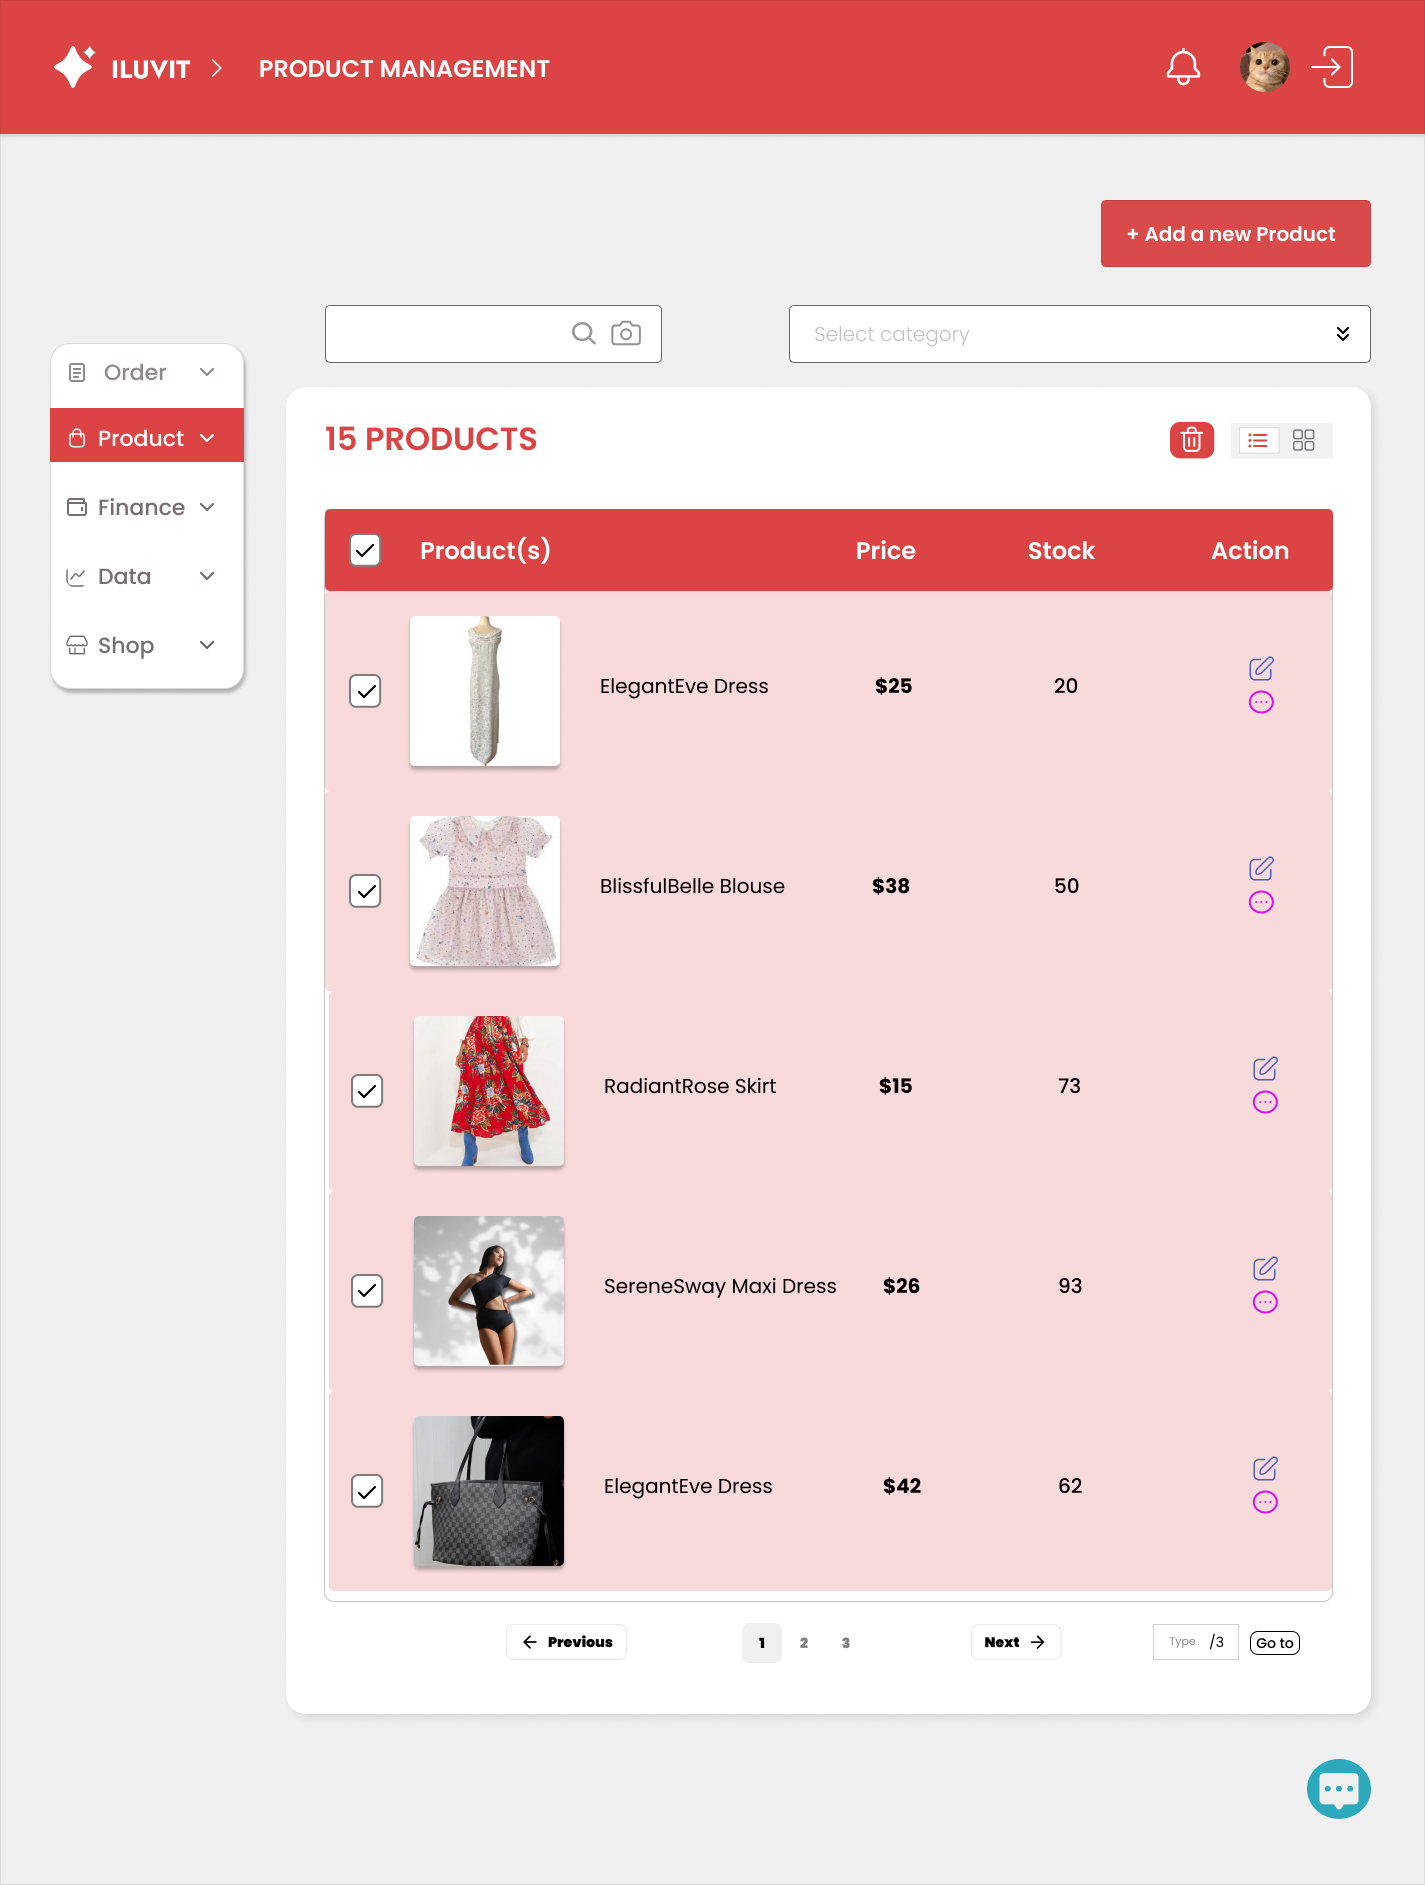 ILUVIT
PRODUCT MANAGEMENT
+ Add a new Product
Select category
Order
Product
Finance
Data
Shop
15 PRODUCTS
Product(s) Price Stock Action
ElegantEve Dress $25 20
BlissfulBelle Blouse $38 50
RadiantRose Skirt $15 73
SereneSway Maxi Dress $26 93
ElegantEve Dress $42 62
Previous 1 2 3 Next Type /3 Go to